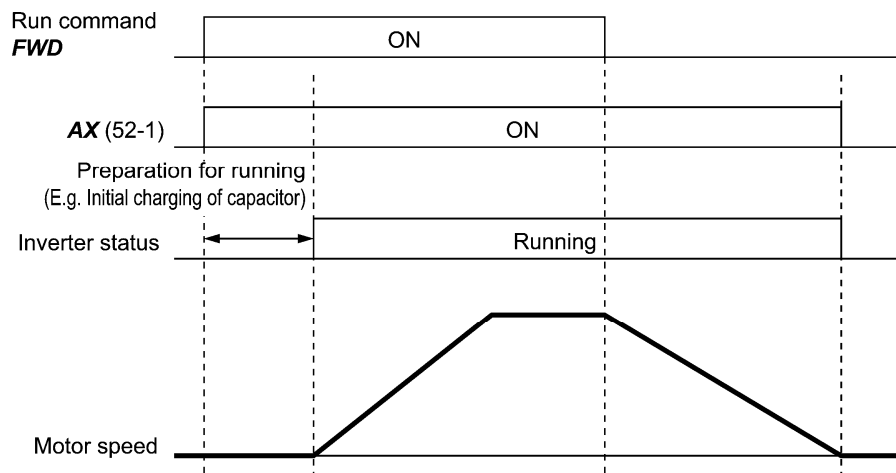 Run command
FWD
ON
AX (52-1)
ON
Preparation for running
(E.g. Initial charging of capacitor)
Inverter status
Running
Motor speed